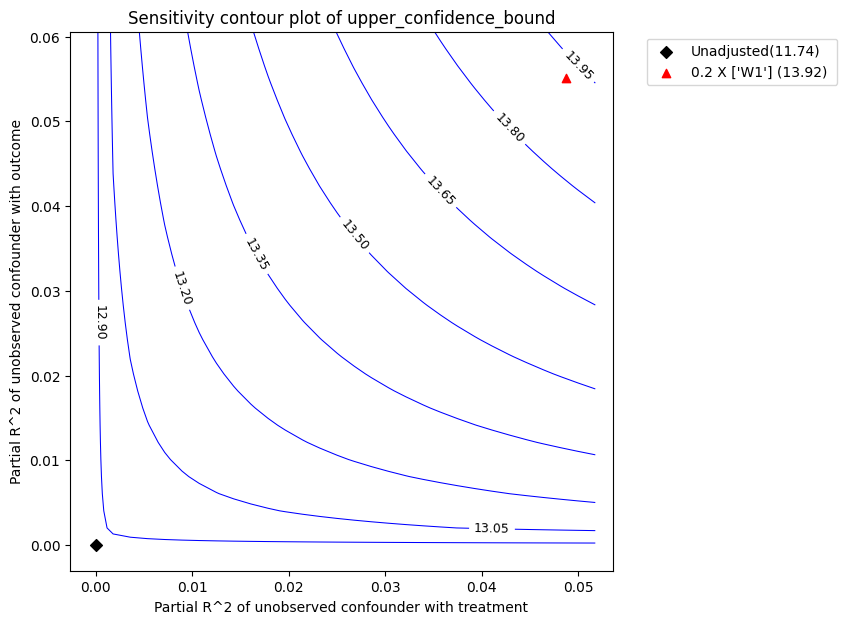 Sensitivity contour plot of upper_confidence_bound
Unadjusted(11.74)
0.2 X ['W1'] (13.92)
Partial R^2 of unobserved confounder with outcome
0.06
0.05
0.04
0.03
0.02
0.01
0.00
13.95
13.80
13.65
13.50
13.35
13.20
12.90
13.05
0.00 0.01 0.02 0.03 0.04 0.05
Partial R^2 of unobserved confounder with treatment